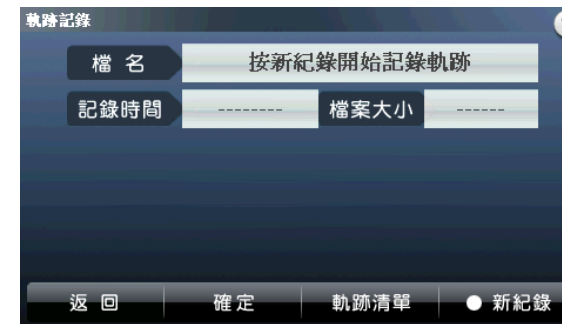 軌跡記錄
檔 名 按新紀錄開始記錄軌跡
記錄時間 -------- 檔案大小 ------
返 回 確定 軌跡清單 ● 新紀錄